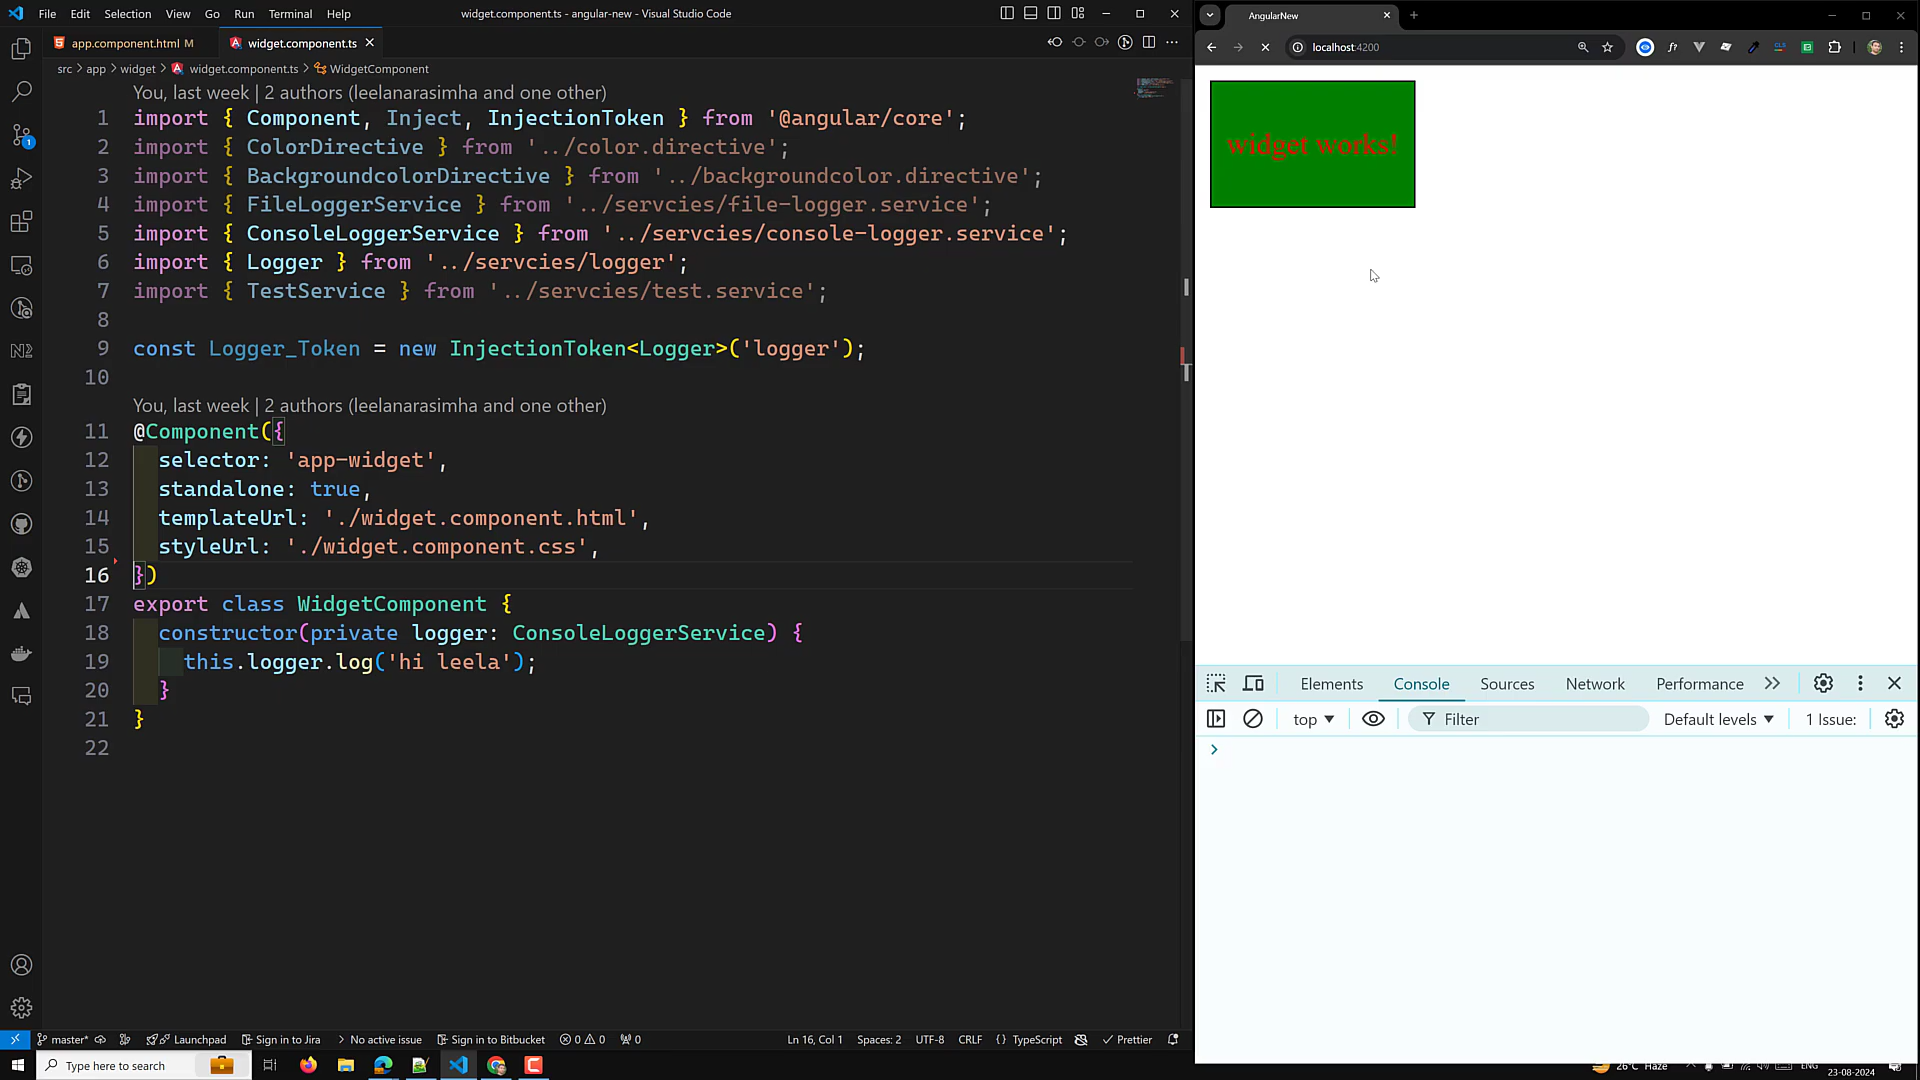 File Edit Selection View Go Run Terminal Help
widget.component.ts - angular-new - Visual Studio Code
app.component.html M
widget.component.ts
src > app > widget > widget.component.ts > WidgetComponent
You, last week | 2 authors (leelanarasimha and one other)
1 import { Component, Inject, InjectionToken } from '@angular/core';
2 import { ColorDirective } from '../color.directive';
3 import { BackgroundcolorDirective } from '../backgroundcolor.directive';
4 import { FileLoggerService } from '../servcies/file-logger.service';
5 import { ConsoleLoggerService } from '../servcies/console-logger.service';
6 import { Logger } from '../servcies/logger';
7 import { TestService } from '../servcies/test.service';
8
9 const Logger_Token = new InjectionToken<Logger>('logger');
10
You, last week | 2 authors (leelanarasimha and one other)
11 @Component({
12 selector: 'app-widget',
13 standalone: true,
14 templateUrl: './widget.component.html',
15 styleUrl: './widget.component.css',
16 })
17 export class WidgetComponent {
18 constructor(private logger: ConsoleLoggerService) {
19 this.logger.log('hi leela');
20 }
21 }
22
master* Launchpad Sign in to Jira No active issue Sign in to Bitbucket 0 0 0
Ln 16, Col 1 Spaces: 2 UTF-8 CRLF {} TypeScript Prettier
AngularNew
localhost:4200
widget works!
Elements Console Sources Network Performance
top Filter Default levels 1 Issue:
Type here to search
26°C Haze
ENG
23-08-2024